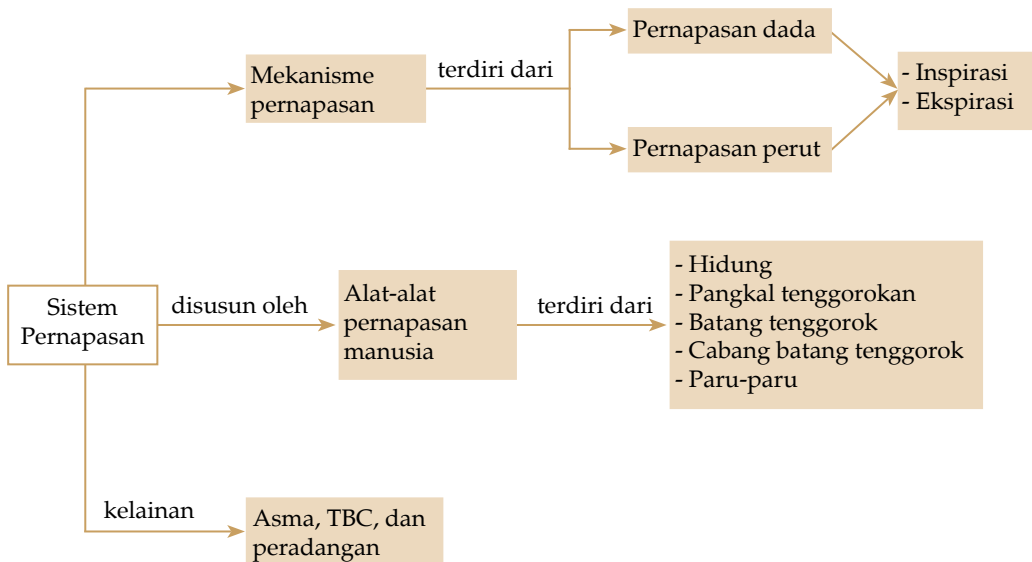 Mekanisme
pernapasan
terdiri dari
Pernapasan dada
Pernapasan perut
- Inspirasi
- Ekspirasi
Sistem
Pernapasan
disusun oleh
Alat-alat
pernapasan
manusia
terdiri dari
- Hidung
- Pangkal tenggorokan
- Batang tenggorok
- Cabang batang tenggorok
- Paru-paru
kelainan
Asma, TBC, dan
peradangan